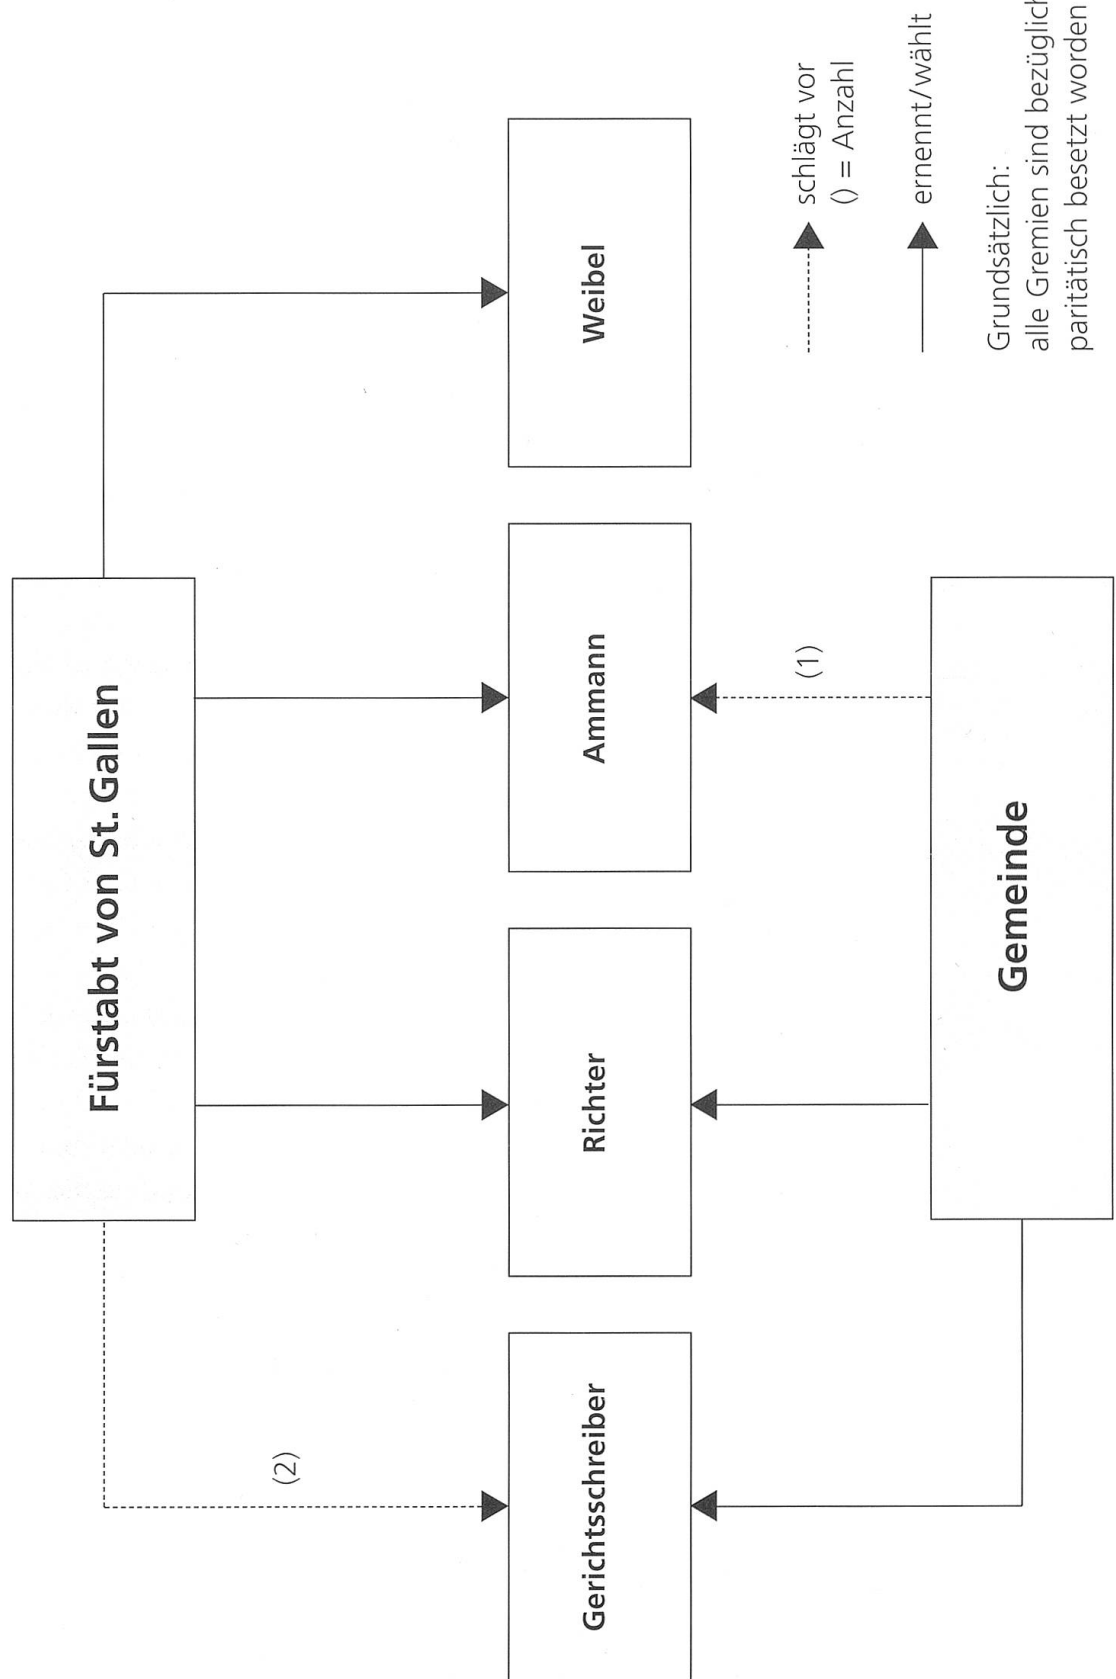 Fürstabt von St. Gallen
(2)
Gerichtsschreiber
Richter
Ammann
Weibel
(1)
Gemeinde
schlägt vor
() = Anzahl
ernennt/wählt
Grundsätzlich:
alle Gremien sind bezüglich
paritätisch besetzt worden